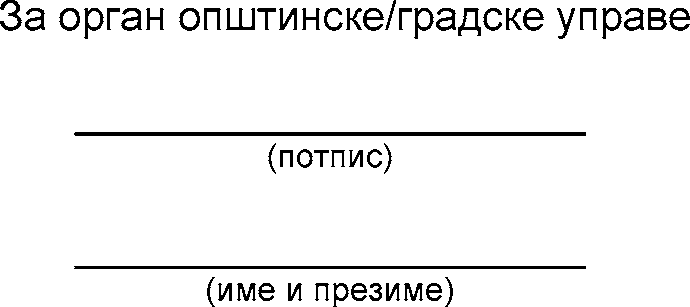 За орган општинске/градске управе
(потпис)
(име и презиме)